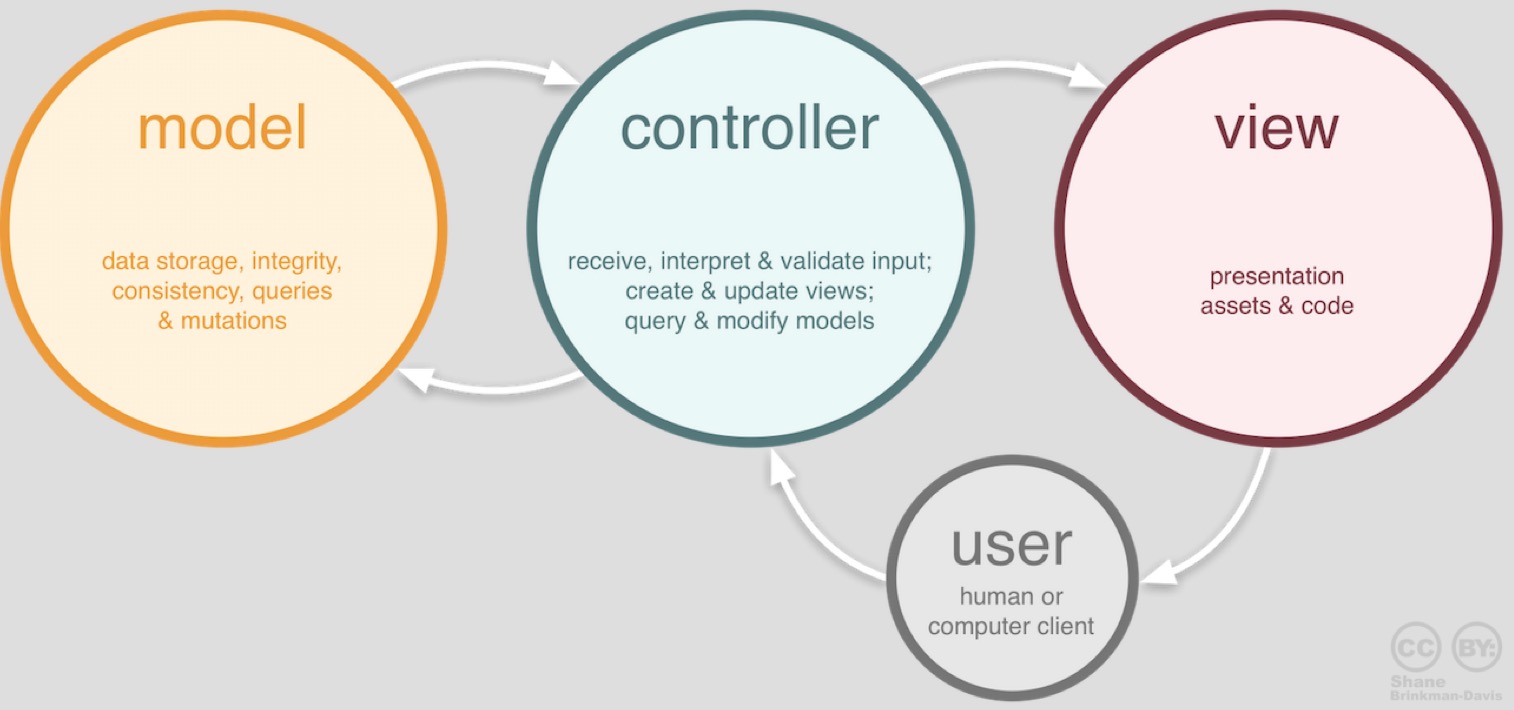 model
data storage, integrity,
consistency, queries
& mutations
controller
receive, interpret & validate input;
create & update views;
query & modify models
view
presentation
assets & code
user
human or
computer client
CC BY:
Shane
Brinkman-Davis